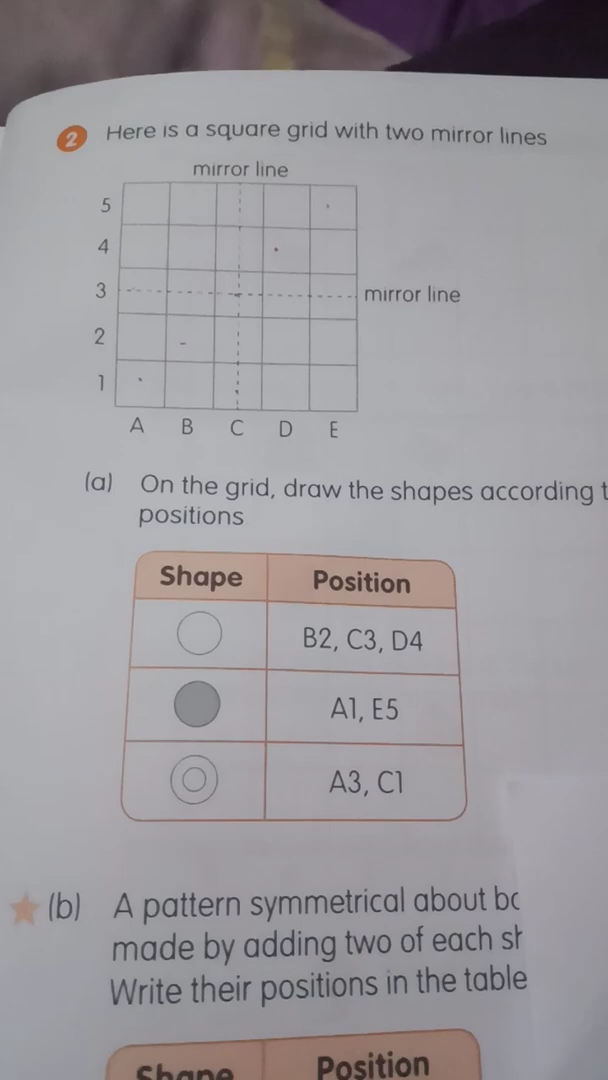 2 Here is a square grid with two mirror lines
mirror line
5
4
3 mirror line
2
1
A B C D E
(a) On the grid, draw the shapes according
positions
Shape Position
B2, C3, D4
A1, E5
A3, C1
(b) A pattern symmetrical about
made by adding two of each
Write their positions in the table
Shape Position